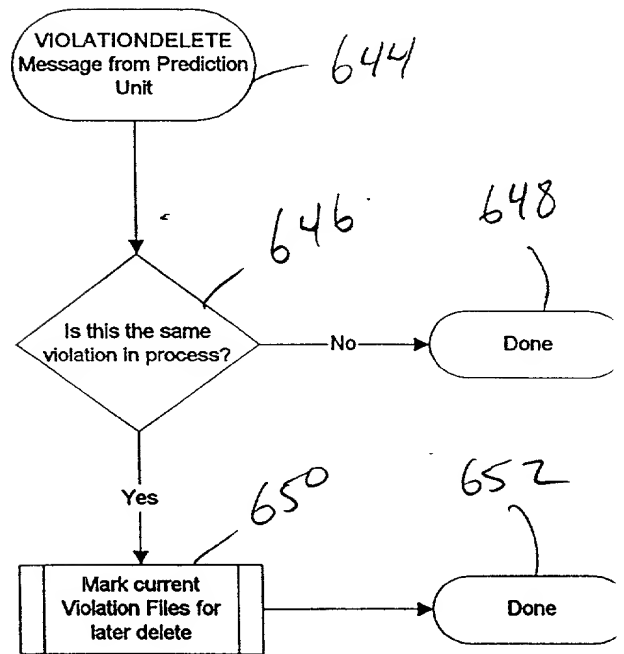 VIOLATIONDELETE
Message from Prediction
Unit
644
646
648
Is this the same
violation in process?
No
Done
Yes
650
652
Mark current
Violation Files for
later delete
Done